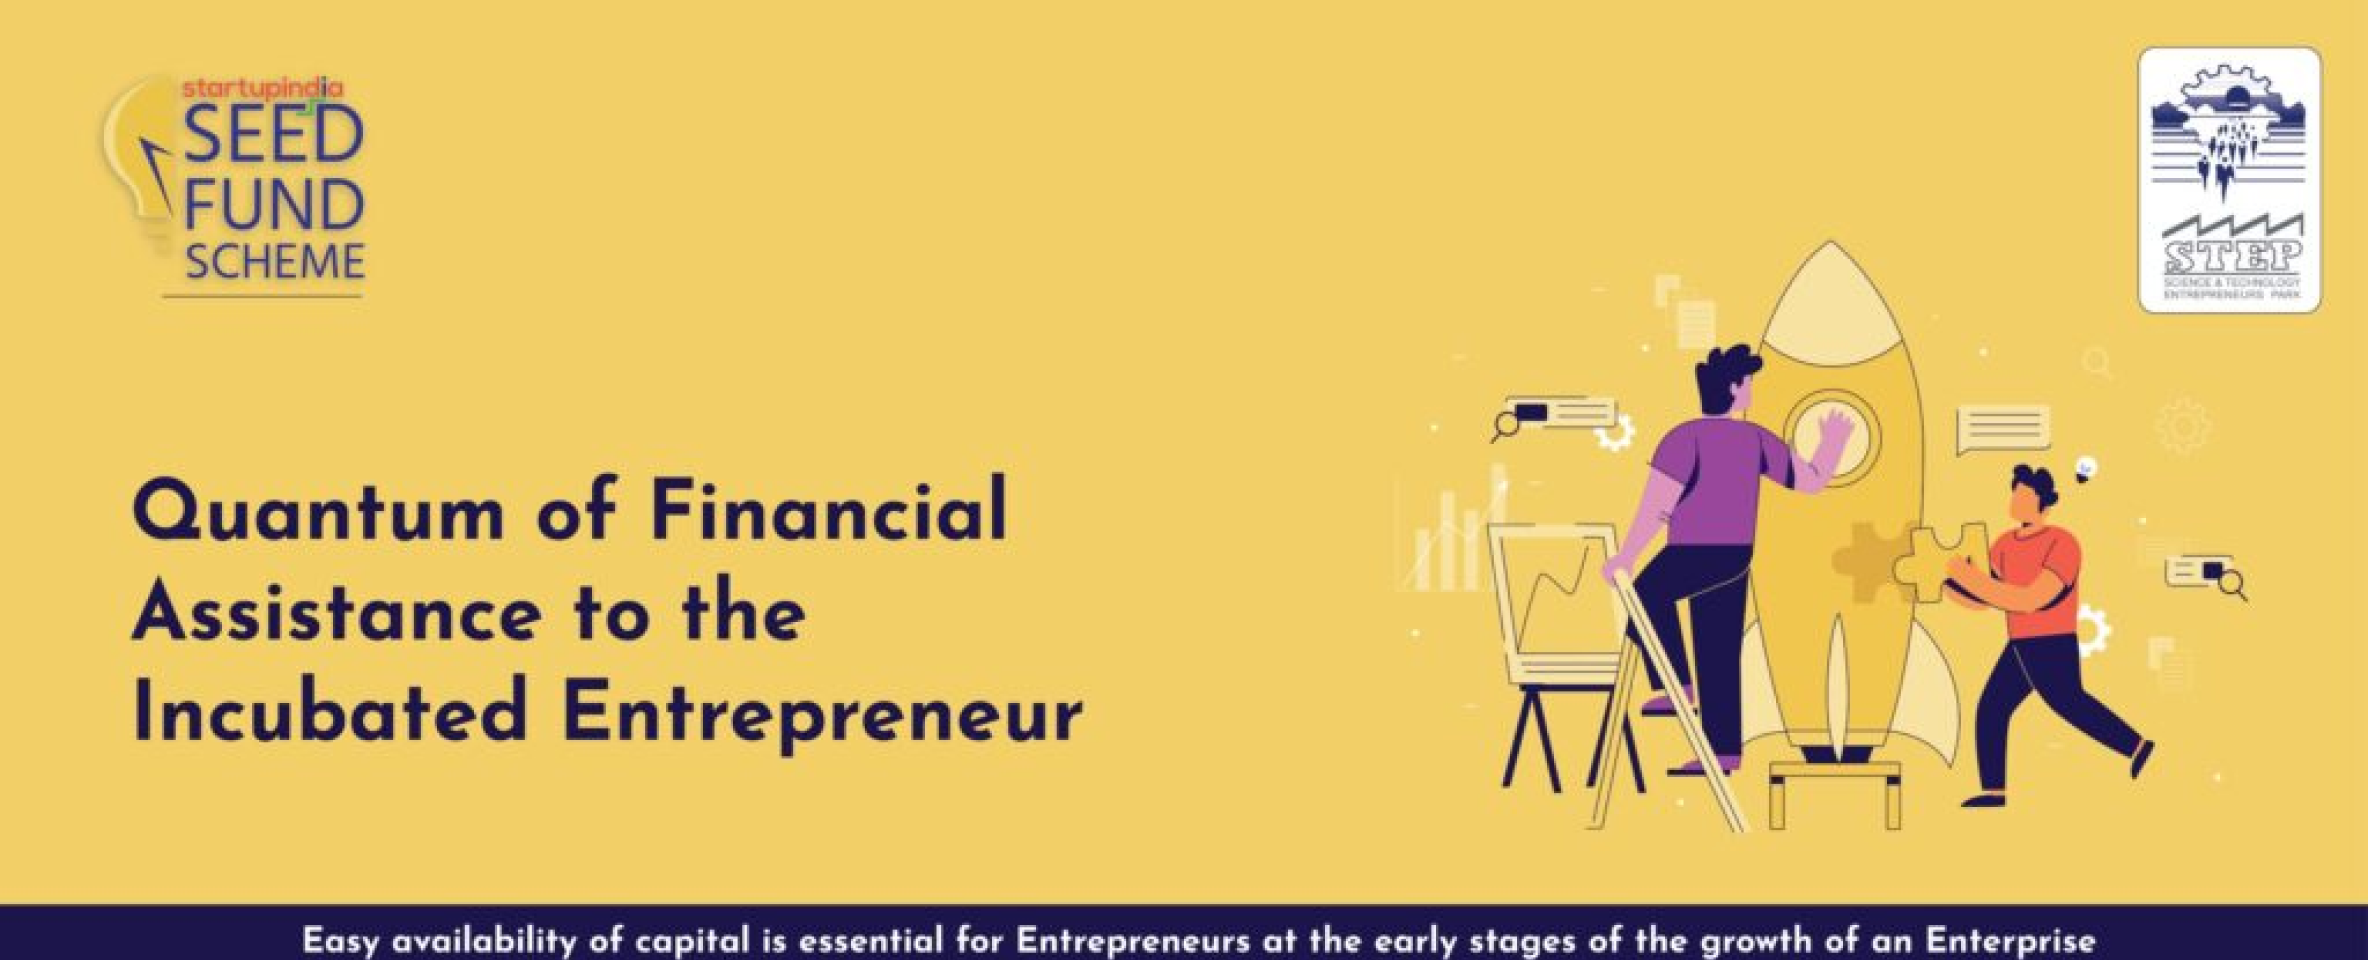 startupindia
SEED
FUND
SCHEME
STEP
SCIENCE & TECHNOLOGY
ENTREPRENEURS PARK
Quantum of Financial
Assistance to the
Incubated Entrepreneur
Easy availability of capital is essential for Entrepreneurs at the early stages of the growth of an Enterprise